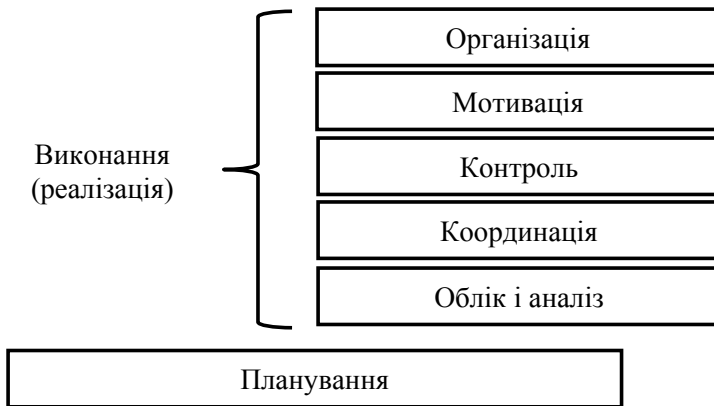 Організація
Мотивація
Виконання
(реалізація)
Контроль
Координація
Облік і аналіз
Планування